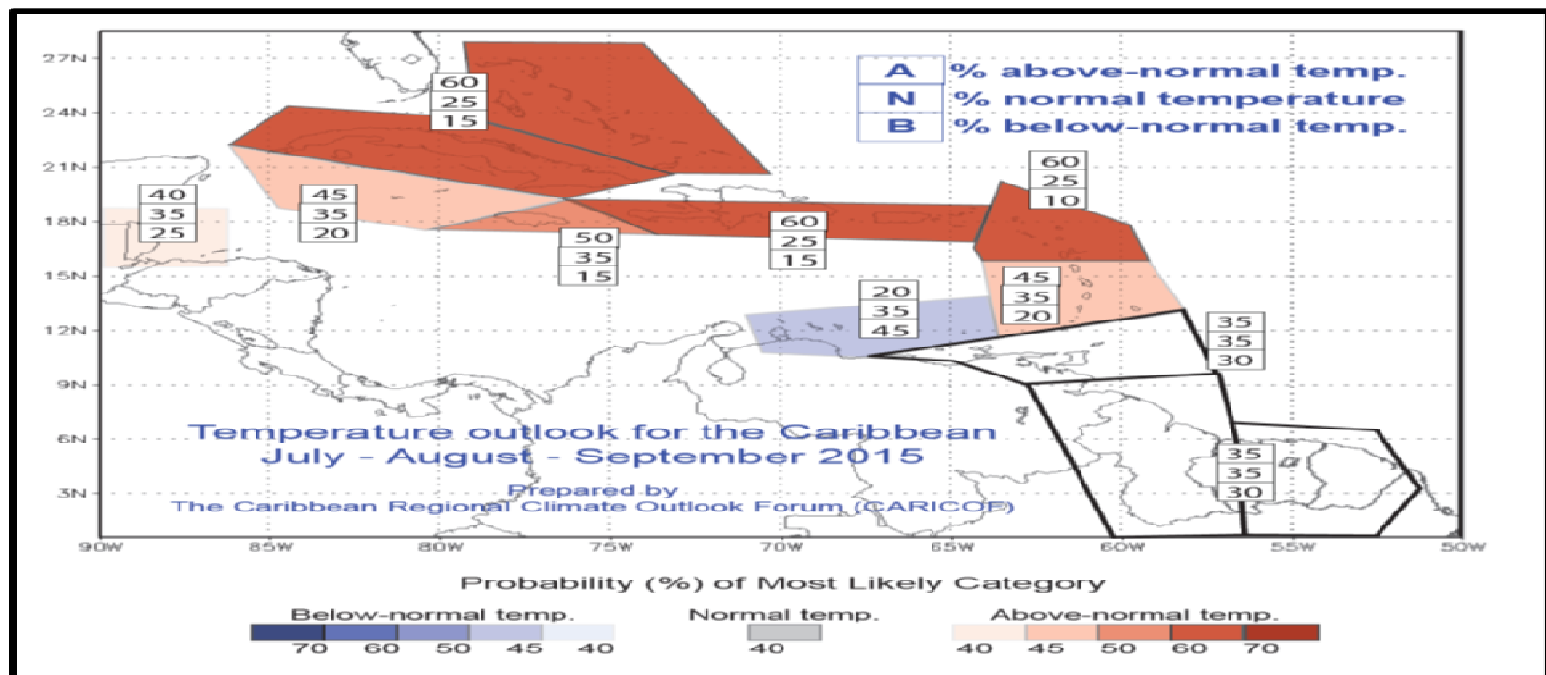 27N
24N
21N
18N
15N
12N
9N
6N
3N
90W 85W 80W 75W 70W 65W 60W 55W 50W
A % above-normal temp.
N % normal temperature
B % below-normal temp.
60
25
15
60
25
10
40
35
25
45
35
20
50
35
15
60
25
15
45
35
20
20
35
45
35
35
30
35
35
30
Temperature outlook for the Caribbean
July - August - September 2015
Prepared by
The Caribbean Regional Climate Outlook Forum (CARICOF)
Probability (%) of Most Likely Category
Below-normal temp. Normal temp. Above-normal temp.
70 60 50 45 40 40 40 45 50 60 70